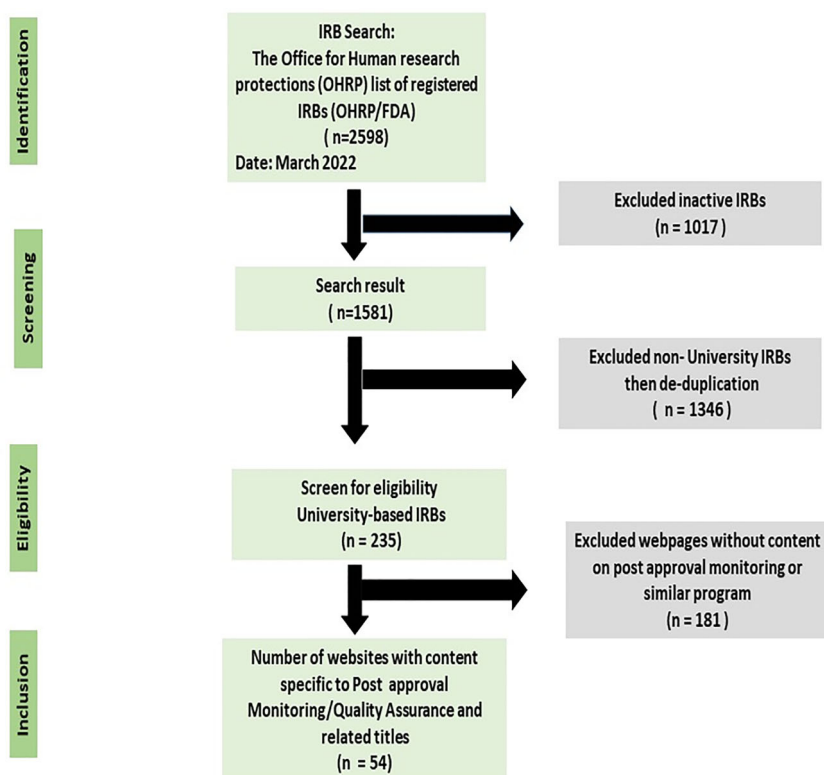 Identification
IRB Search:
The Office for Human research
protections (OHRP) list of registered
IRBs (OHRP/FDA)
( n=2598)
Date: March 2022
Excluded inactive IRBs
(n = 1017 )
Screening
Search result
( n=1581)
Excluded non- University IRBs
then de-duplication
( n = 1346 )
Eligibility
Screen for eligibility
University-based IRBs
(n = 235)
Excluded webpages without content
on post approval monitoring or
similar program
(n = 181 )
Inclusion
Number of websites with content
specific to Post approval
Monitoring/Quality Assurance and
related titles
(n = 54 )